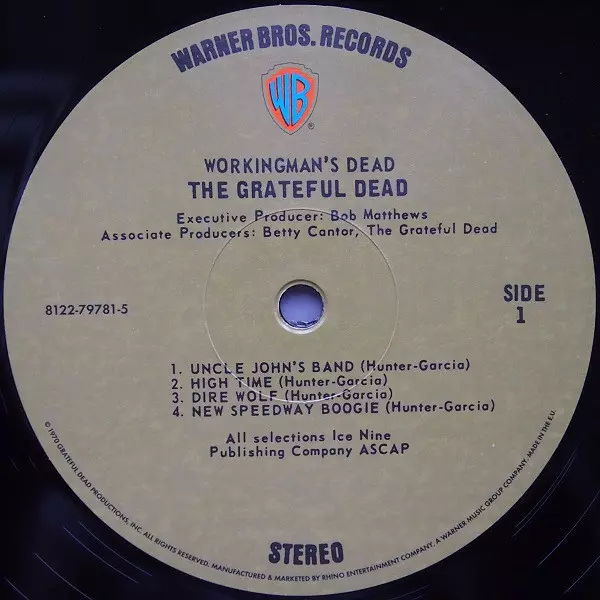 WARNER BROS. RECORDS
WB
®
WORKINGMAN'S DEAD
THE GRATEFUL DEAD
Executive Producer: Bob Matthews
Associate Producers: Betty Cantor, The Grateful Dead
8122-79781-5
SIDE
1
1. UNCLE JOHN'S BAND (Hunter-Garcia)
2. HIGH TIME (Hunter-Garcia)
3. DIRE WOLF (Hunter-Garcia)
4. NEW SPEEDWAY BOOGIE (Hunter-Garcia)
All selections Ice Nine
Publishing Company ASCAP
STEREO
© 1970 GRATEFUL DEAD PRODUCTIONS, INC. ALL RIGHTS RESERVED. MANUFACTURED & MARKETED BY RHINO ENTERTAINMENT COMPANY, A WARNER MUSIC GROUP COMPANY. MADE IN THE E.U.